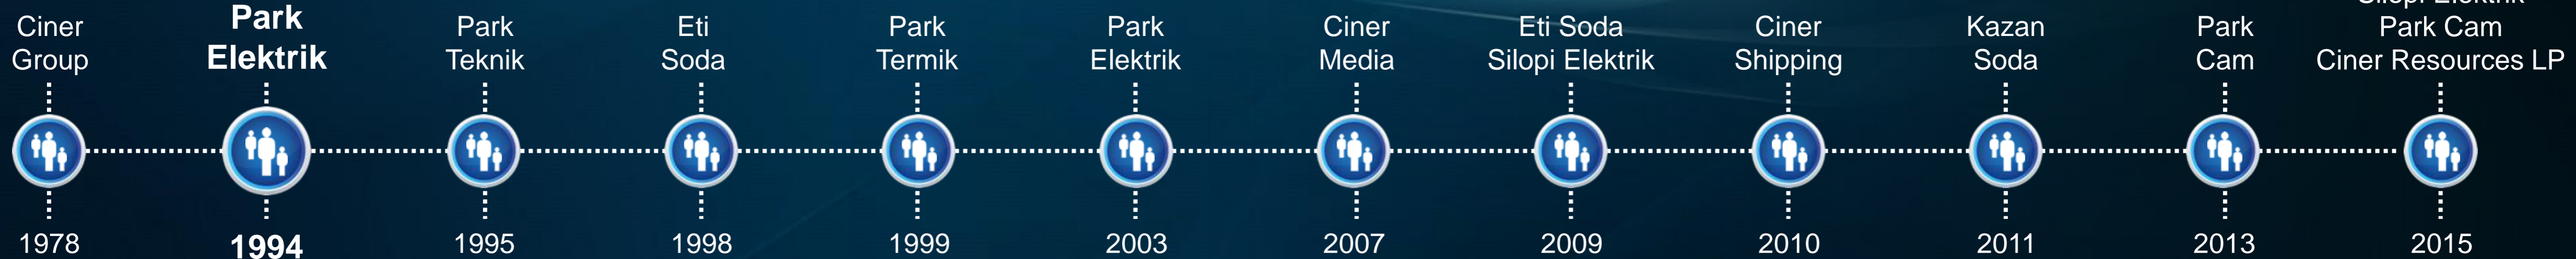 Ciner
Group
1978
Park
Elektrik
1994
Park
Teknik
1995
Eti
Soda
1998
Park
Termik
1999
Park
Elektrik
2003
Ciner
Media
2007
Eti Soda
Silopi Elektrik
2009
Ciner
Shipping
2010
Kazan
Soda
2011
Park
Cam
2013
Silopi Elektrik
Park Cam
Ciner Resources LP
2015